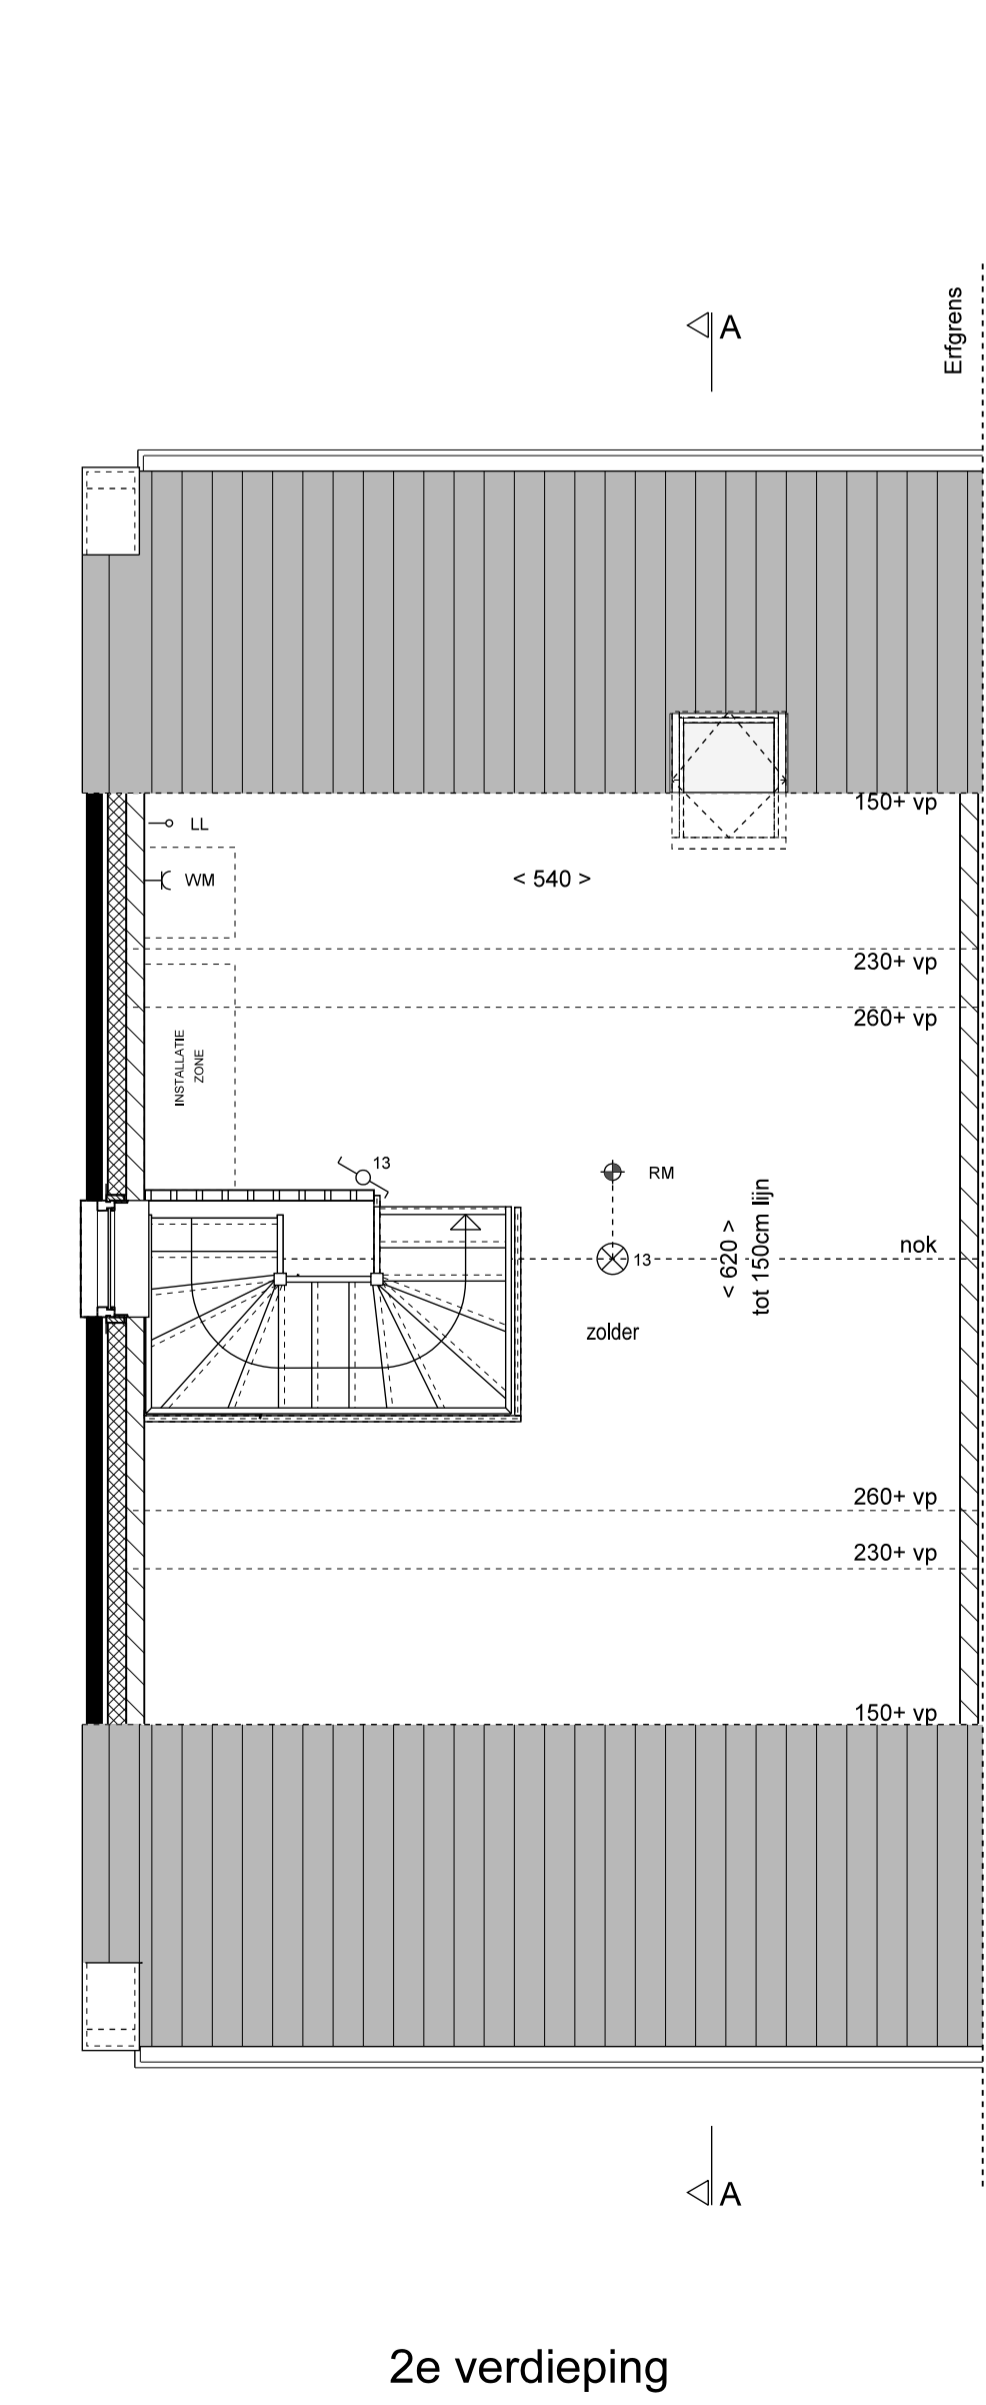 A
Erfgrens
150+ vp
LL
WM
< 540 >
230+ vp
260+ vp
INSTALLATIE
ZONE
13
RM
nok
13
< 620 >
tot 150cm lijn
zolder
260+ vp
230+ vp
150+ vp
A
2e verdieping